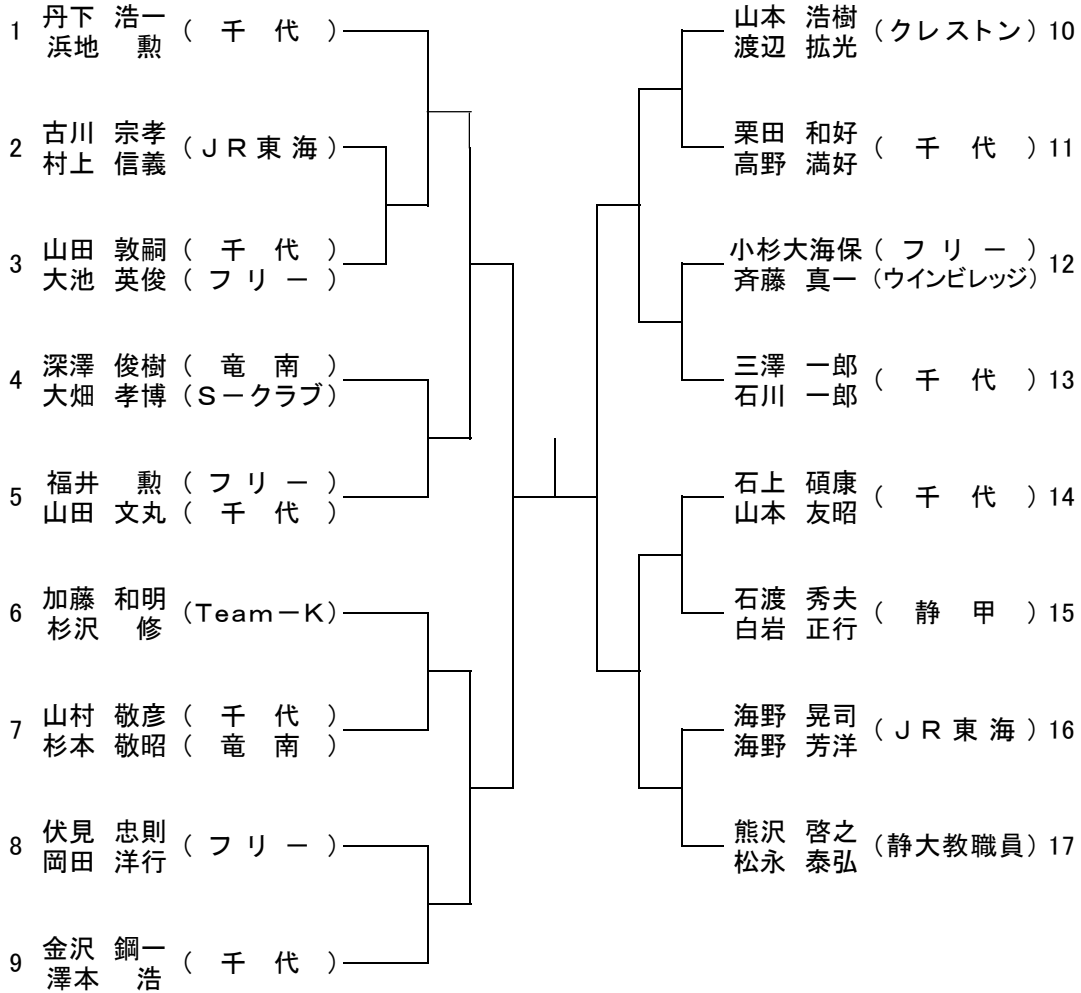 1 丹下 浩一 ( 千 代 )
浜地 勲
2 古川 宗孝 (JR東海)
村上 信義
3 山田 敦嗣 ( 千 代 )
大池 英俊 ( フリー )
4 深澤 俊樹 ( 竜 南 )
大畑 孝博 (S-クラブ)
5 福井 勲 ( フリー )
山田 文丸 ( 千 代 )
6 加藤 和明 (Team-K)
杉沢 修
7 山村 敬彦 ( 千 代 )
杉本 敬昭 ( 竜 南 )
8 伏見 忠則 ( フリー )
岡田 洋行
9 金沢 鋼一 ( 千 代 )
澤本 浩
山本 浩樹 (クレストン) 10
渡辺 拡光
栗田 和好 ( 千 代 ) 11
高野 満好
小杉大海保 ( フリー ) 12
斉藤 真一 (ウインビレッジ)
三澤 一郎 ( 千 代 ) 13
石川 一郎
石上 碩康 ( 千 代 ) 14
山本 友昭
石渡 秀夫 ( 静 甲 ) 15
白岩 正行
海野 晃司 (JR東海) 16
海野 芳洋
熊沢 啓之 (静大教職員) 17
松永 泰弘